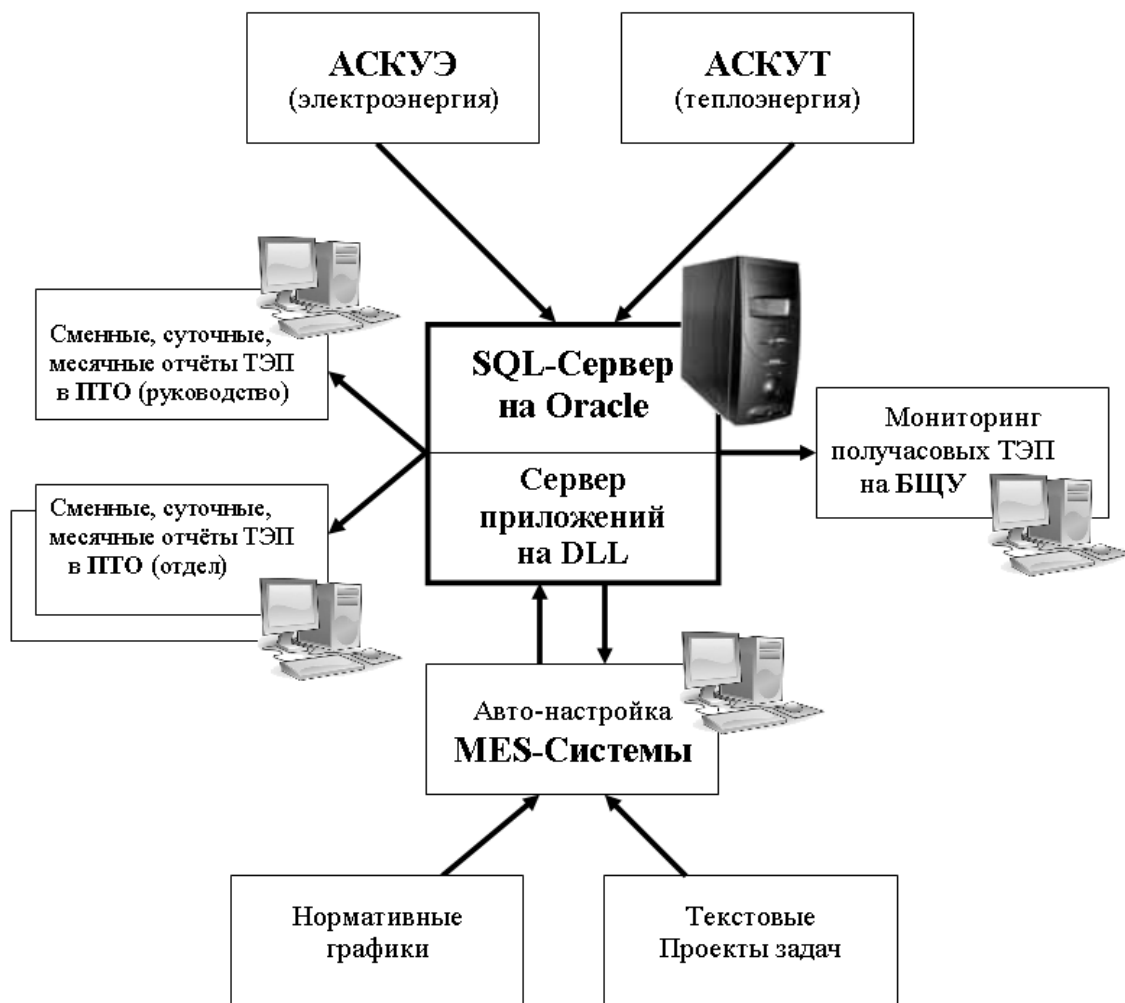 АСКУЭ
(электроэнергия)
АСКУТ
(теплоэнергия)
Сменные, суточные,
месячные отчёты ТЭП
в ПТО (руководство)
SQL-Сервер
на Oracle
Сервер
приложений
на DLL
Мониторинг
получасовых ТЭП
на БЩУ
Сменные, суточные,
месячные отчёты ТЭП
в ПТО (отдел)
Авто-настройка
MES-Системы
Нормативные
графики
Текстовые
Проекты задач